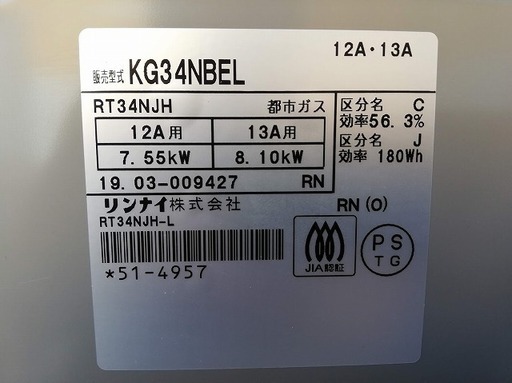 12A・13A
販売型式 KG34NBEL
RT34NJH 都市ガス
12A用 13A用
7.55kW 8.10kW
19.03-009427 RN
区分名 C
効率56.3%
区分名 J
効率 180Wh
リンナイ株式会社 RN(0)
RT34NJH-L
*51-4957
JIA認証
PS
TG